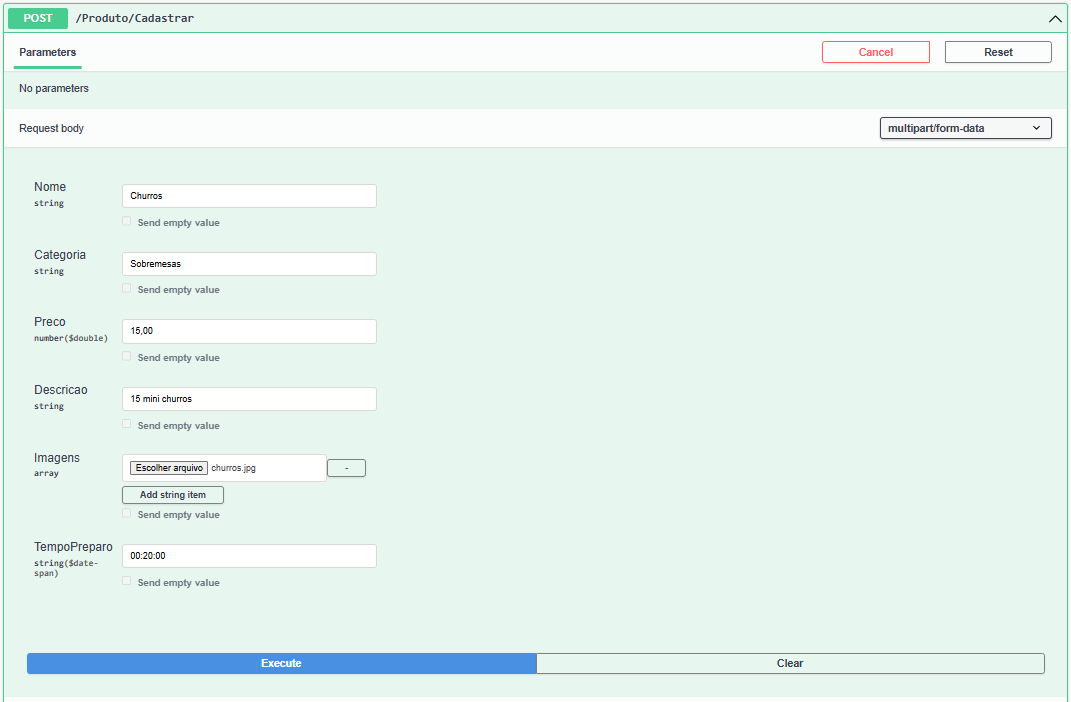 POST /Produto/Cadastrar
Parameters
Cancel
Reset
No parameters
Request body
multipart/form-data
Nome
string
Churros
Send empty value
Categoria
string
Sobremesas
Send empty value
Preco
number($double)
15,00
Send empty value
Descricao
string
15 mini churros
Send empty value
Imagens
array
Escolher arquivo churros.jpg
-
Add string item
Send empty value
TempoPreparo
string($date-
span)
00:20:00
Send empty value
Execute
Clear